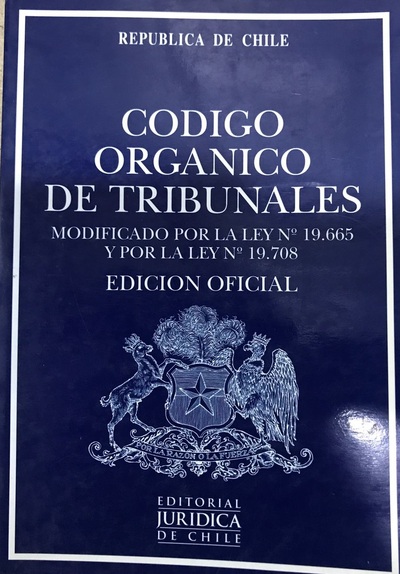 REPUBLICA DE CHILE
CODIGO
ORGANICO
DE TRIBUNALES
MODIFICADO POR LA LEY Nº 19.665
Y POR LA LEY Nº 19.708
EDICION OFICIAL
POR LA RAZON O LA FUERZA
EDITORIAL
JURIDICA
DE CHILE